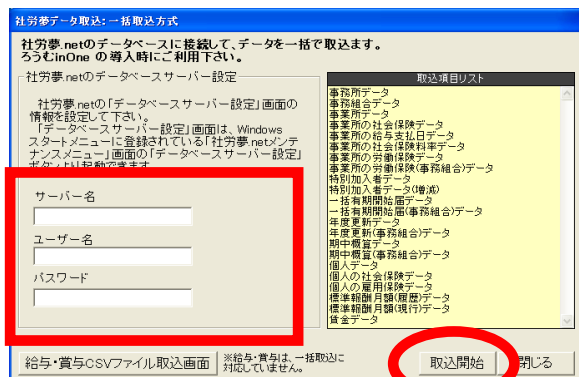 社労夢データ取込:一括取込方式
社労夢.netのデータベースに接続して、データを一括で取込ます。
ろうむinOne の導入時にご利用下さい。
社労夢.netのデータベースサーバー設定
社労夢.netの「データベースサーバー設定」画面の
情報を設定して下さい。
「データベースサーバー設定」画面は、Windows
スタートメニューに登録されている「社労夢.netメンテ
ナンスメニュー」画面の「データベースサーバー設定」
ボタンより起動できます
サーバー名
ユーザー名
パスワード
取込項目リスト
事務所データ
事務組合データ
事業所データ
事業所の社会保険データ
事業所の給与支払日データ
事業所の社会保険料率データ
事業所の労働保険データ
事業所の労働保険(事務組合)データ
特別加入者データ
特別加入者データ(増減)
一括有期開始届データ
一括有期開始届(事務組合)データ
年度更新データ
年度更新(事務組合)データ
期中概算データ
期中概算(事務組合)データ
個人データ
個人の社会保険データ
個人の雇用保険データ
標準報酬月額(履歴)データ
標準報酬月額(現行)データ
賃金データ
給与・賞与CSVファイル取込画面
※給与・賞与は、一括取込に
対応していません。
取込開始
閉じる